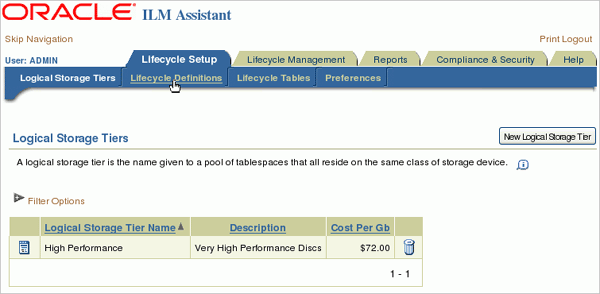 ORACLE ILM Assistant
Skip Navigation Print Logout
User: ADMIN Lifecycle Setup Lifecycle Management Reports Compliance & Security Help
Logical Storage Tiers Lifecycle Definitions Lifecycle Tables Preferences
Logical Storage Tiers New Logical Storage Tier
A logical storage tier is the name given to a pool of tablespaces that all reside on the same class of storage device. i
Filter Options
Logical Storage Tier Name Description Cost Per Gb
High Performance Very High Performance Discs $72.00
1 - 1